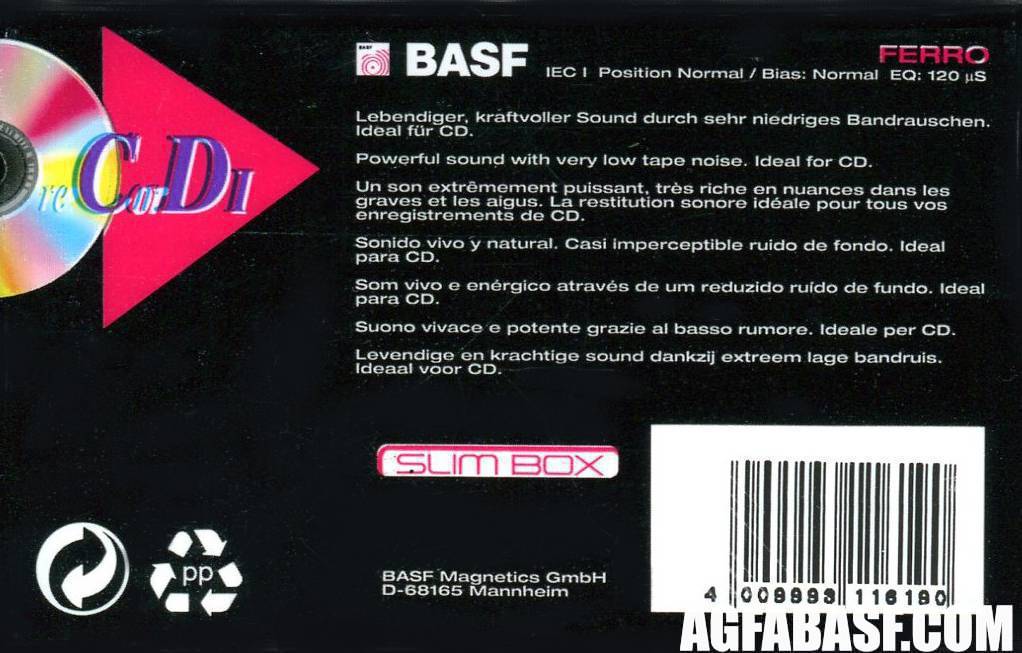 BASF
BASF
FERRO
IEC I Position Normal / Bias: Normal EQ: 120 µS
Lebendiger, kraftvoller Sound durch sehr niedriges Bandrauschen.
Ideal für CD.
Powerful sound with very low tape noise. Ideal for CD.
Un son extrêmement puissant, très riche en nuances dans les
graves et les aigus. La restitution sonore idéale pour tous vos
enregistrements de CD.
Sonido vivo y natural. Casi imperceptible ruido de fondo. Ideal
para CD.
Som vivo e enérgico através de um reduzido ruído de fundo. Ideal
para CD.
Suono vivace e potente grazie al basso rumore. Ideale per CD.
Levendige en krachtige sound dankzij extreem lage bandruis.
Ideaal voor CD.
CDI
SLIM BOX
pp
BASF Magnetics GmbH
D-68165 Mannheim
4 009993 116190
AGFABASF.COM